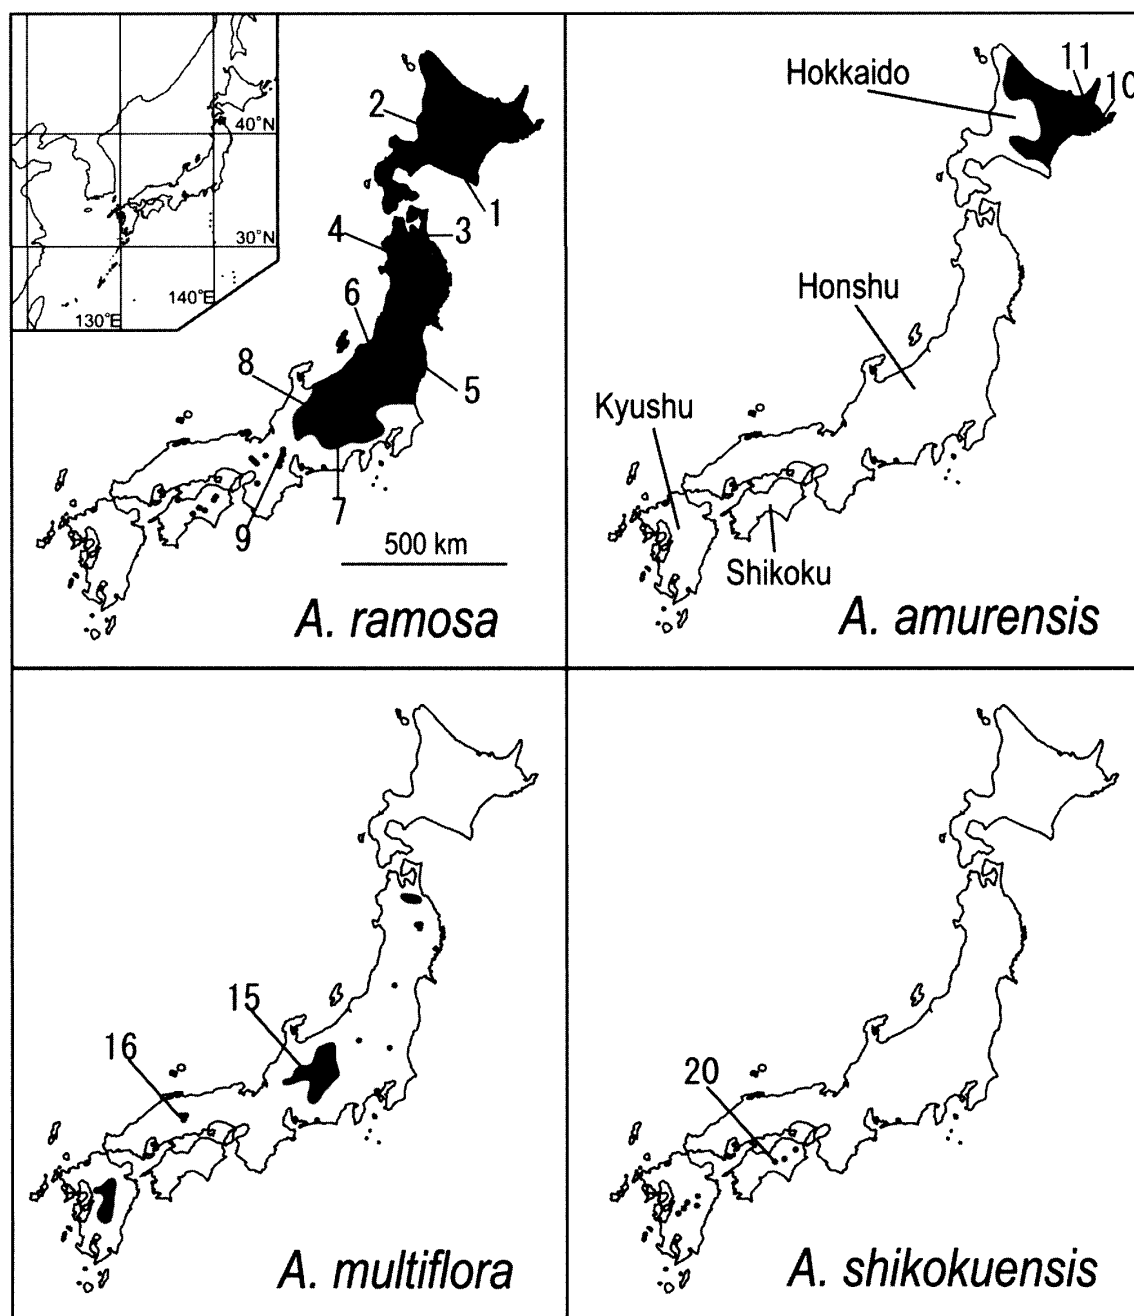 40°N
30°N
140°E
130°E
2
1
3
4
6
8
5
7
9
500 km
A. ramosa
Hokkaido
11
10
Honshu
Kyushu
Shikoku
A. amurensis
15
16
A. multiflora
20
A. shikokuensis